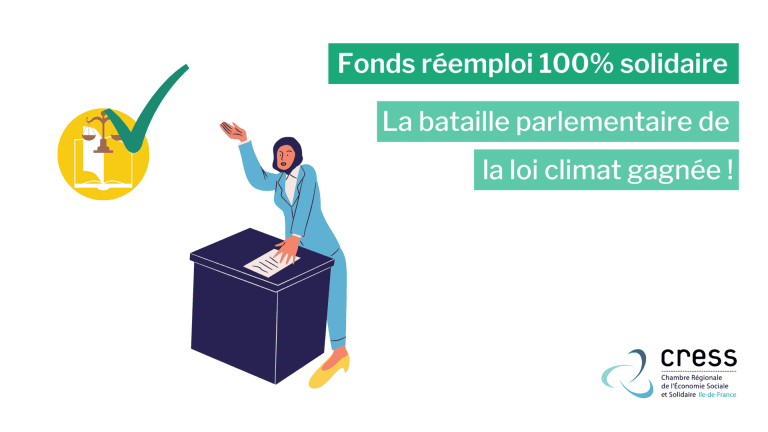 Fonds réemploi 100% solidaire
La bataille parlementaire de
la loi climat gagnée !
cress
Chambre Régionale
de l'Économie Sociale
et Solidaire Ile-de-France